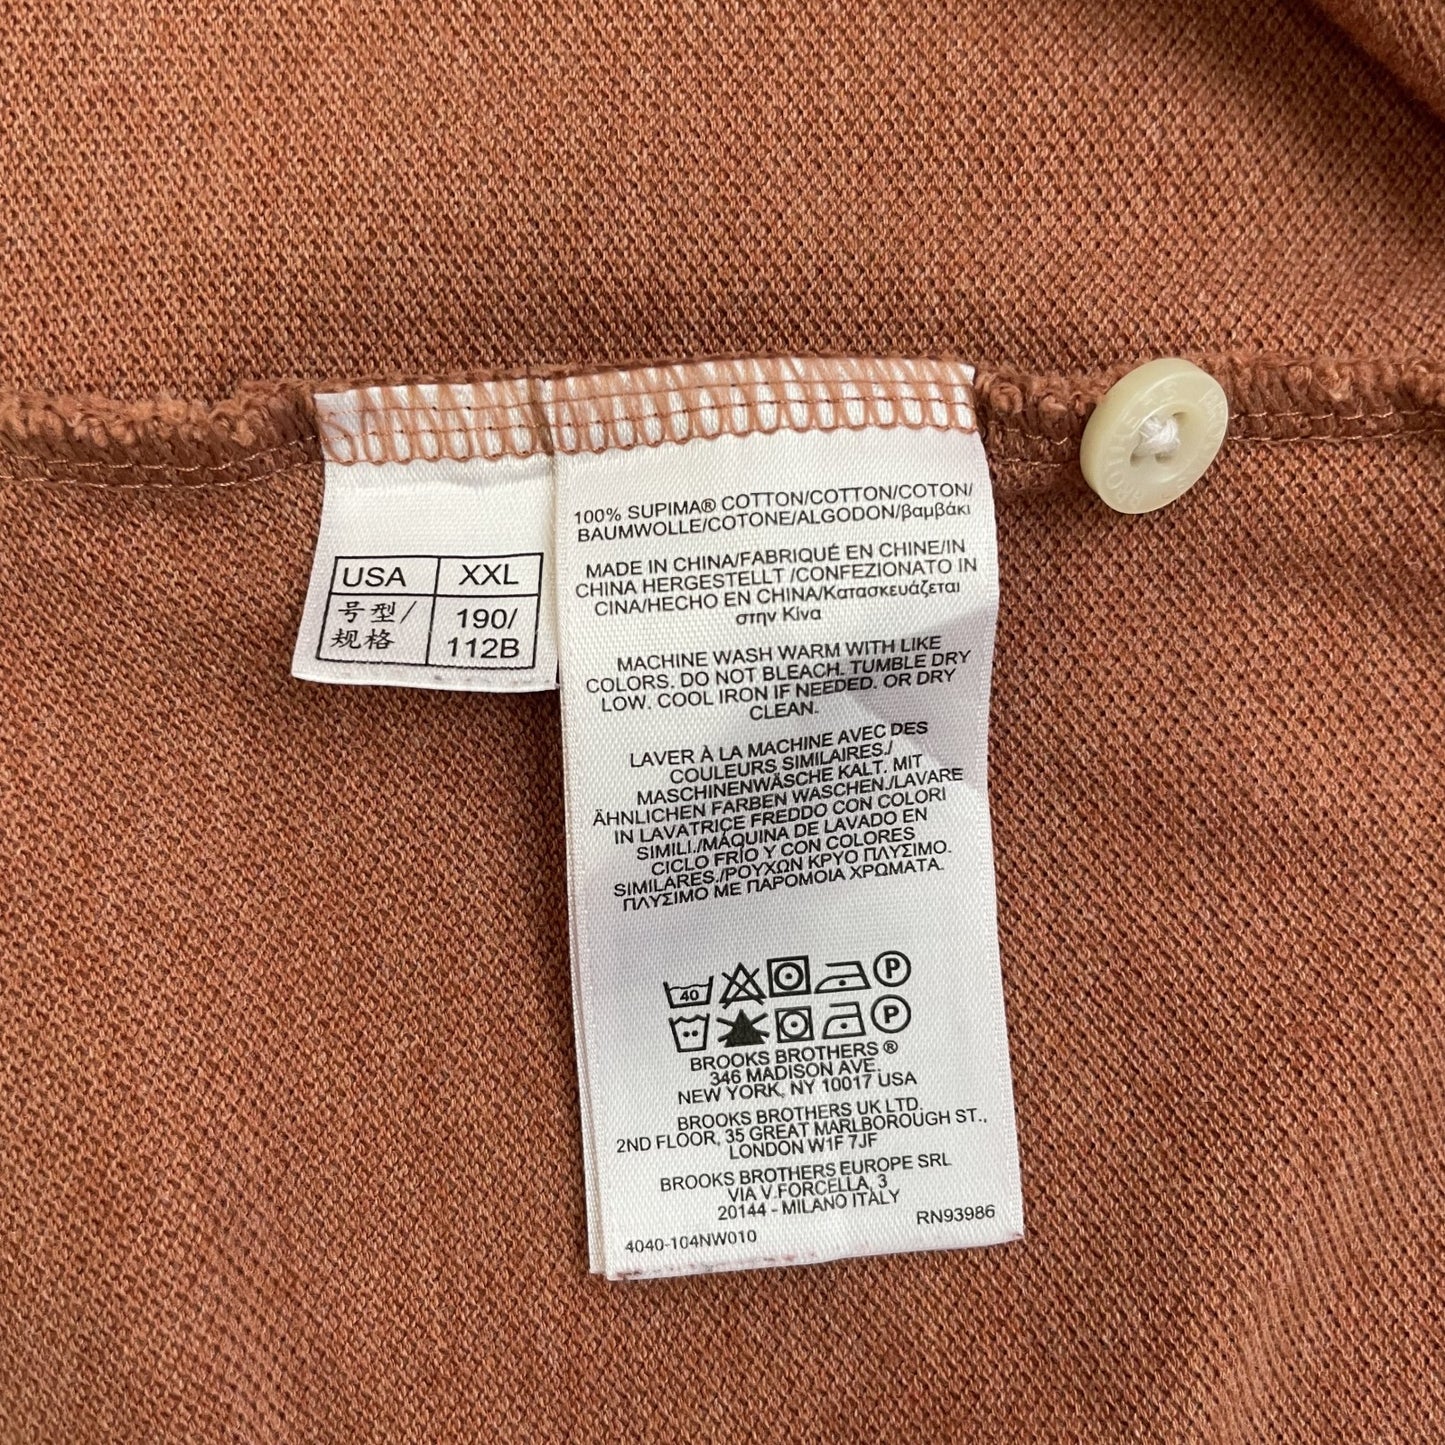 USA XXL
号型/ 190/
规格 112B
100% SUPIMA® COTTON/COTTON/COTON/
BAUMWOLLE/COTONE/ALGODON/βαμβάκι
MADE IN CHINA/FABRIQUÉ EN CHINE/IN
CHINA HERGESTELLT /CONFEZIONATO IN
CINA/HECHO EN CHINA/Κατασκευάζεται
στην Κίνα
MACHINE WASH WARM WITH LIKE
COLORS. DO NOT BLEACH. TUMBLE DRY
LOW. COOL IRON IF NEEDED. OR DRY
CLEAN.
LAVER À LA MACHINE AVEC DES
COULEURS SIMILAIRES./
MASCHINENWÄSCHE KALT. MIT
ÄHNLICHEN FARBEN WASCHEN./LAVARE
IN LAVATRICE FREDDO CON COLORI
SIMILI./MÁQUINA DE LAVADO EN
CICLO FRÍO Y CON COLORES
SIMILARES./ΡΟΥΧΩΝ ΚΡΥΟ ΠΛΥΣΙΜΟ.
ΠΛΥΣΙΜΟ ΜΕ ΠΑΡΟΜΟΙΑ ΧΡΩΜΑΤΑ.
40 P
P
BROOKS BROTHERS ®
346 MADISON AVE.
NEW YORK, NY 10017 USA
BROOKS BROTHERS UK LTD.
2ND FLOOR, 35 GREAT MARLBOROUGH ST.,
LONDON W1F 7JF
BROOKS BROTHERS EUROPE SRL
VIA V.FORCELLA, 3
20144 - MILANO ITALY
RN93986
4040-104NW010